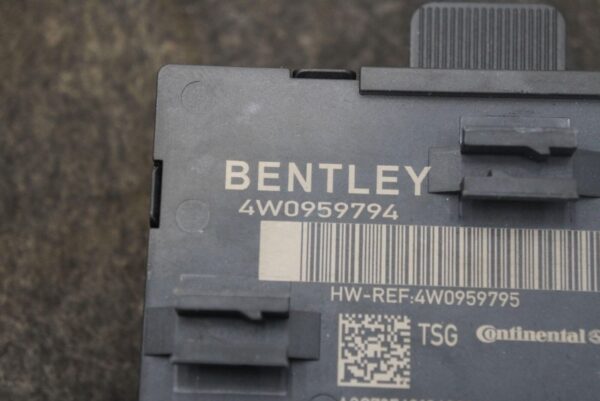 BENTLEY
4W0959794
HW-REF:4W0959795
TSG Continental